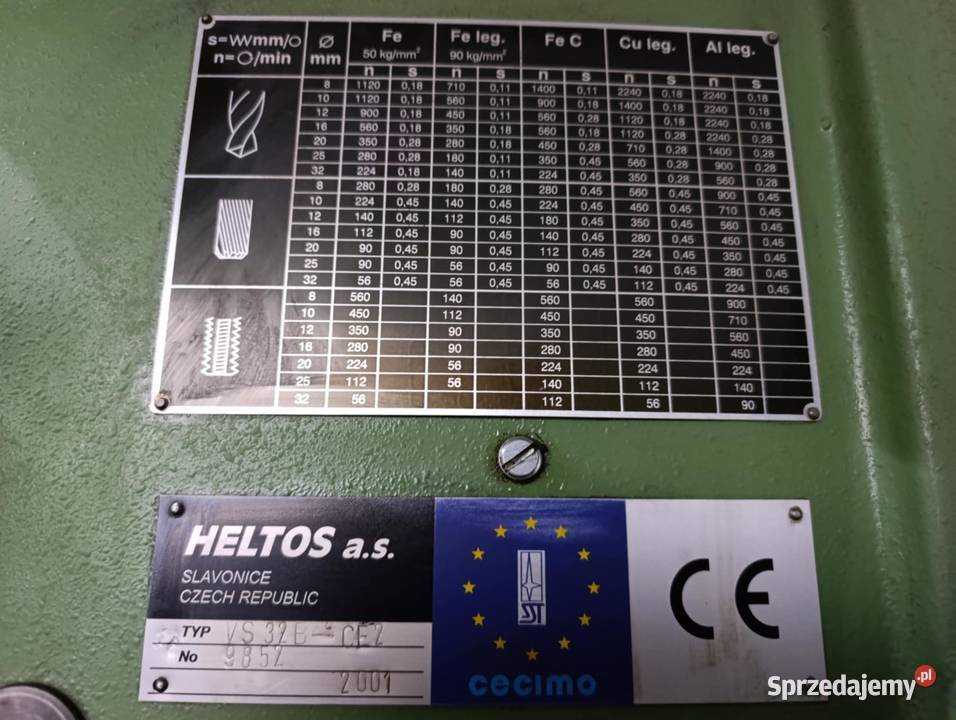 s=WWmm/O Ø Fe Fe leg. Fe C Cu leg. Al leg.
n=O/min mm 50 kg/mm² 90 kg/mm²
n s n s n s n s n s
8 1120 0,18 710 0,11 1400 0,11 2240 0,18 2240 0,18
10 1120 0,18 560 0,11 900 0,18 1400 0,18 2240 0,18
12 900 0,18 450 0,11 560 0,28 1120 0,18 2240 0,18
16 560 0,18 350 0,18 560 0,18 1120 0,28 2240 0,28
20 350 0,28 280 0,18 450 0,28 710 0,28 1400 0,28
25 280 0,28 180 0,11 350 0,45 560 0,28 900 0,28
32 224 0,18 140 0,11 224 0,45 350 0,28 560 0,28
8 280 0,28 180 0,28 280 0,45 560 0,45 900 0,45
10 224 0,45 140 0,45 224 0,45 450 0,45 710 0,45
12 140 0,45 112 0,45 180 0,45 350 0,45 560 0,45
16 112 0,45 90 0,45 140 0,45 280 0,45 450 0,45
20 90 0,45 90 0,45 112 0,45 224 0,45 350 0,45
25 90 0,45 56 0,45 90 0,45 140 0,45 280 0,45
32 56 0,45 56 0,45 56 0,45 112 0,45 224 0,45
8 560 140 560 560 900
10 450 112 450 450 710
12 350 90 350 350 560
16 280 90 280 280 450
20 224 56 224 224 224
25 112 56 140 112 140
32 56 112 56 90
HELTOS a.s.
SLAVONICE
CZECH REPUBLIC
TYP VS 32B-CE2
No 9852
2001
SST
cecimo
CE
Sprzedajemy.pl